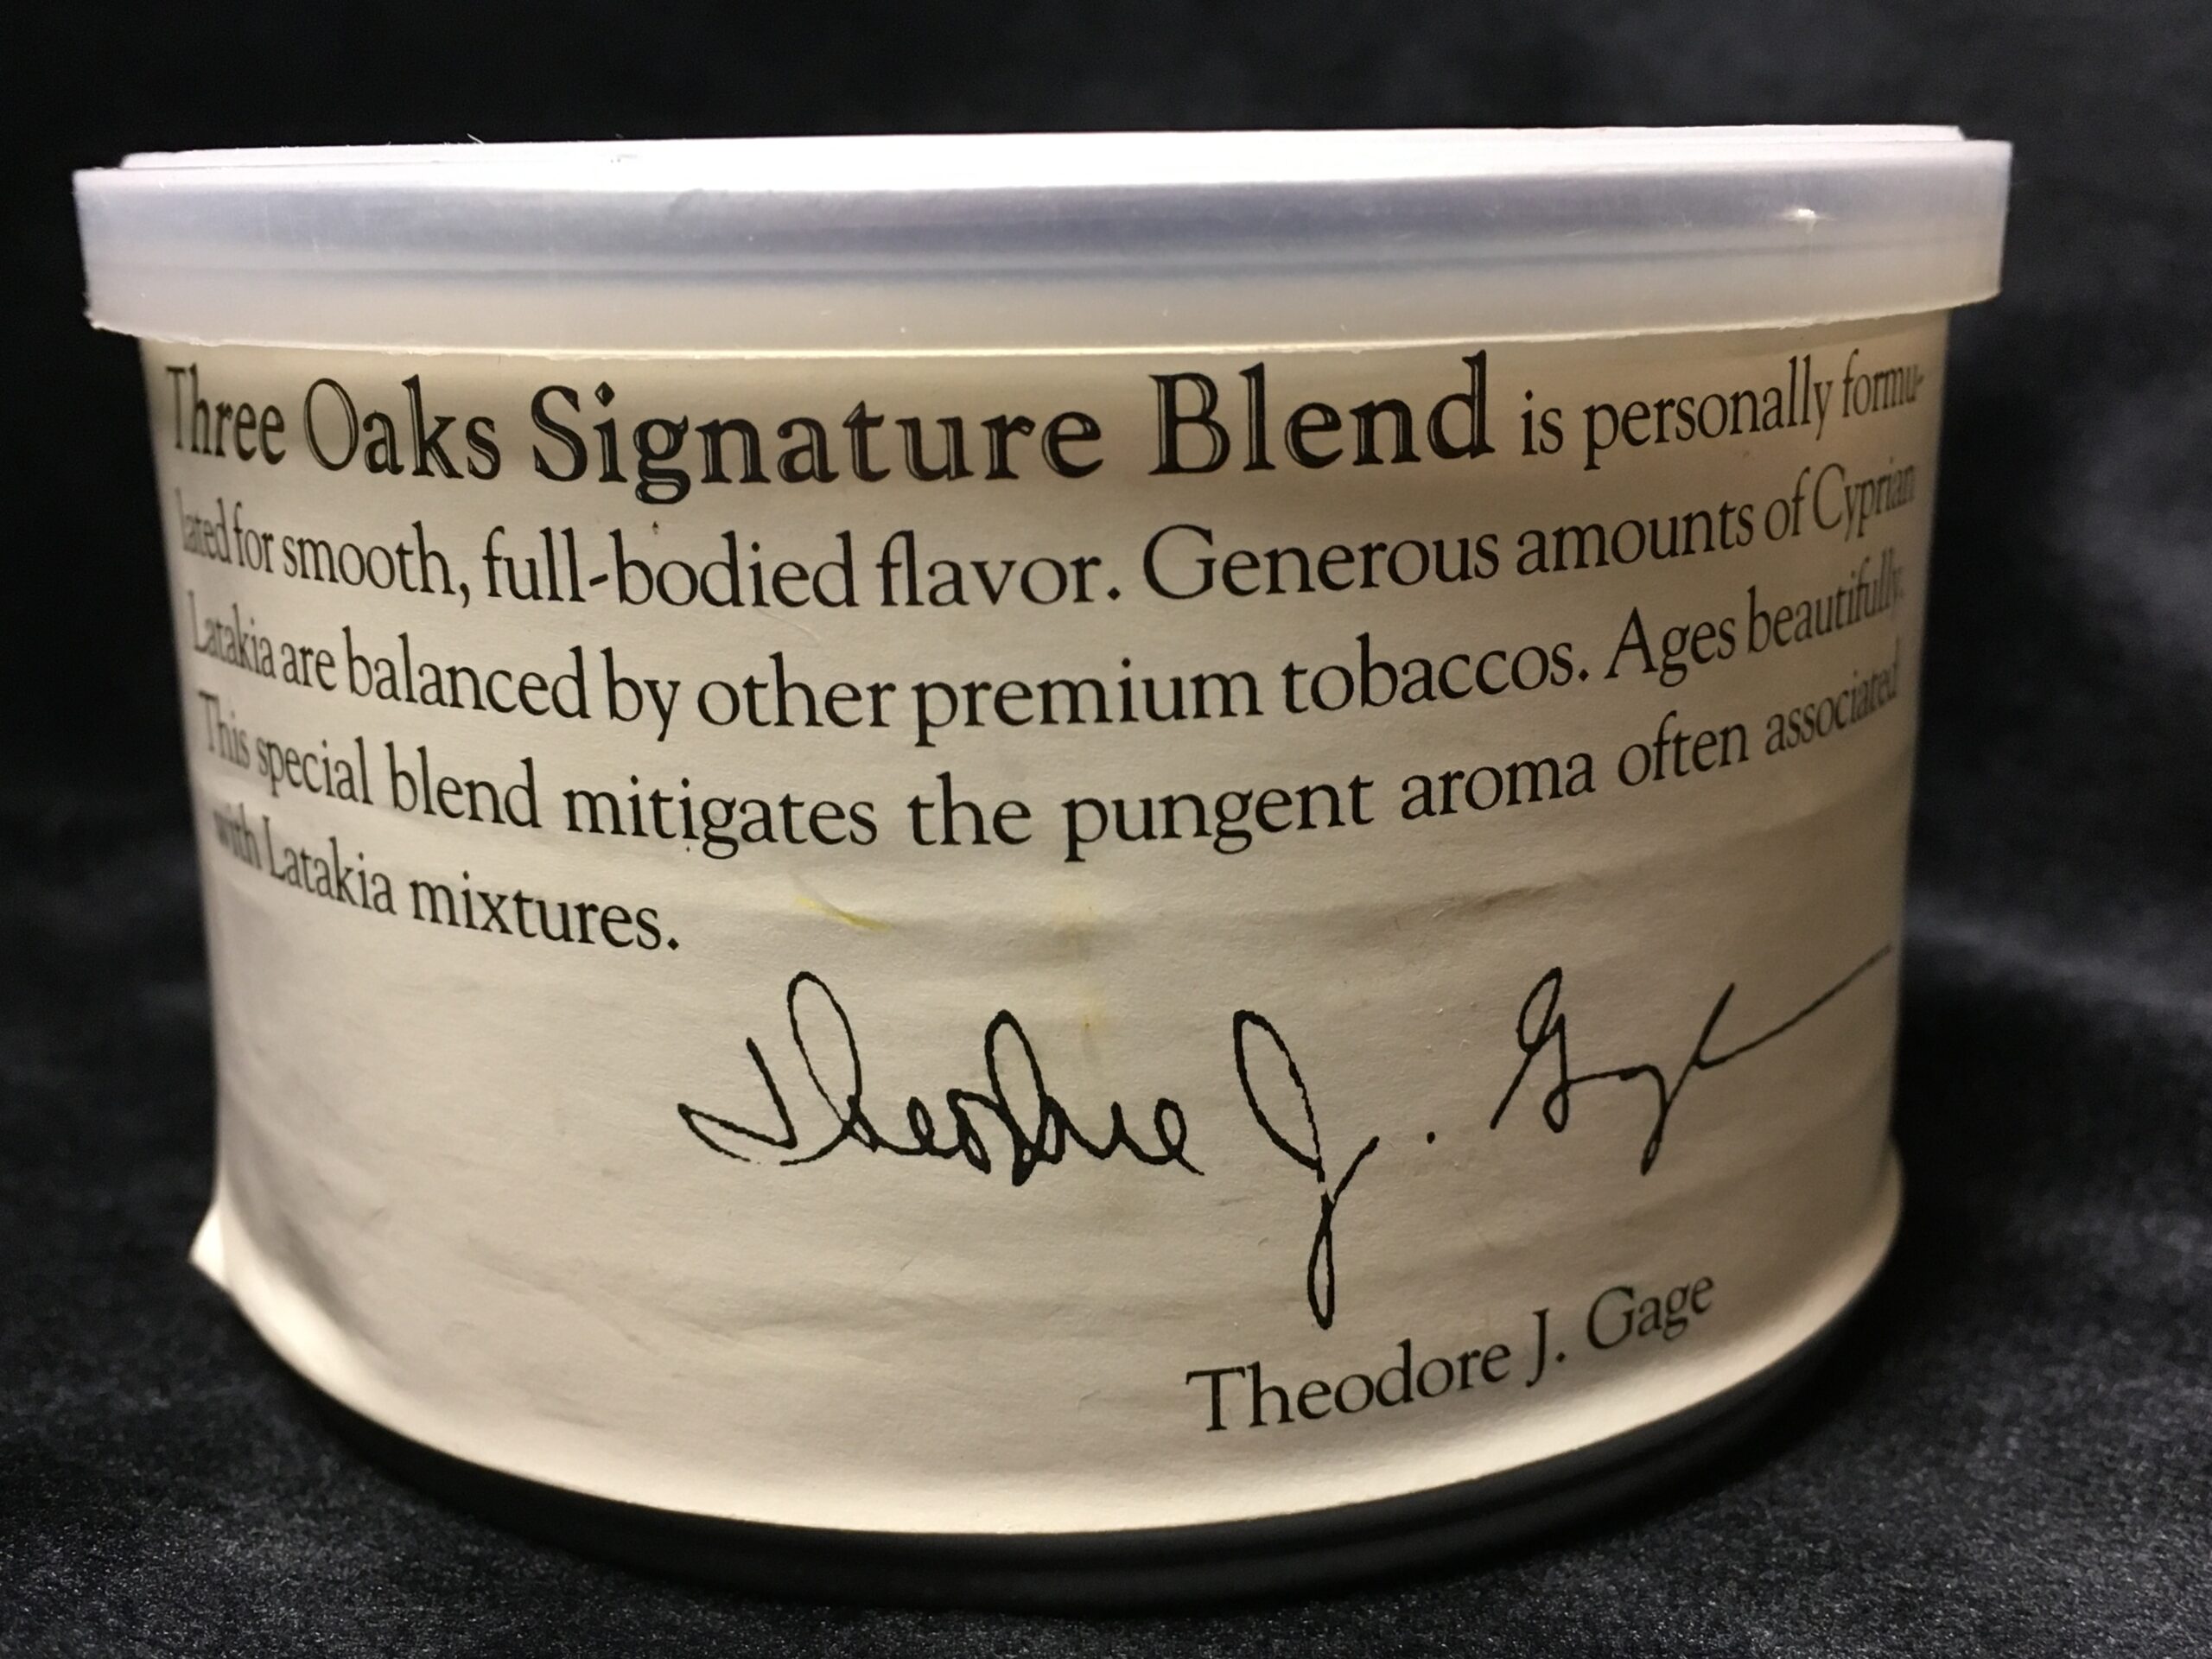 Three Oaks Signature Blend is personally formu-
lated for smooth, full-bodied flavor. Generous amounts of Cyprian
Latakia are balanced by other premium tobaccos. Ages beautifully.
This special blend mitigates the pungent aroma often associated
with Latakia mixtures.
Theodore J. Gage
Theodore J. Gage